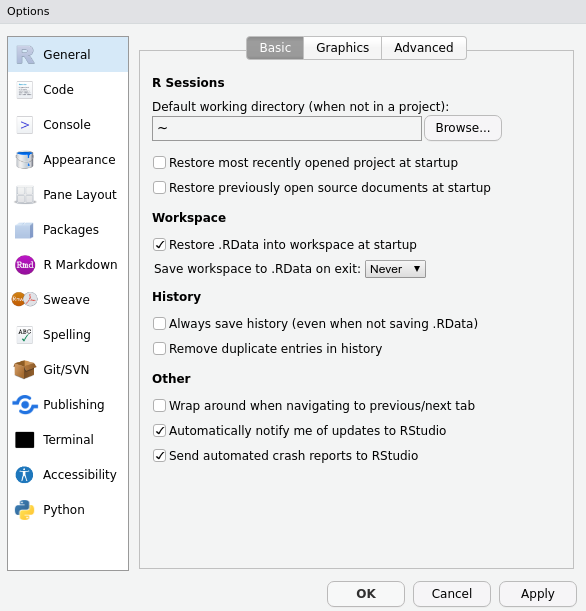 Options
R General
Code
> Console
Appearance
Pane Layout
Packages
Rmd R Markdown
Rnw Sweave
ABC Spelling
Git/SVN
Publishing
Terminal
Accessibility
Python
Basic Graphics Advanced
R Sessions
Default working directory (when not in a project):
~ Browse...
Restore most recently opened project at startup
Restore previously open source documents at startup
Workspace
Restore .RData into workspace at startup
Save workspace to .RData on exit: Never
History
Always save history (even when not saving .RData)
Remove duplicate entries in history
Other
Wrap around when navigating to previous/next tab
Automatically notify me of updates to RStudio
Send automated crash reports to RStudio
OK Cancel Apply